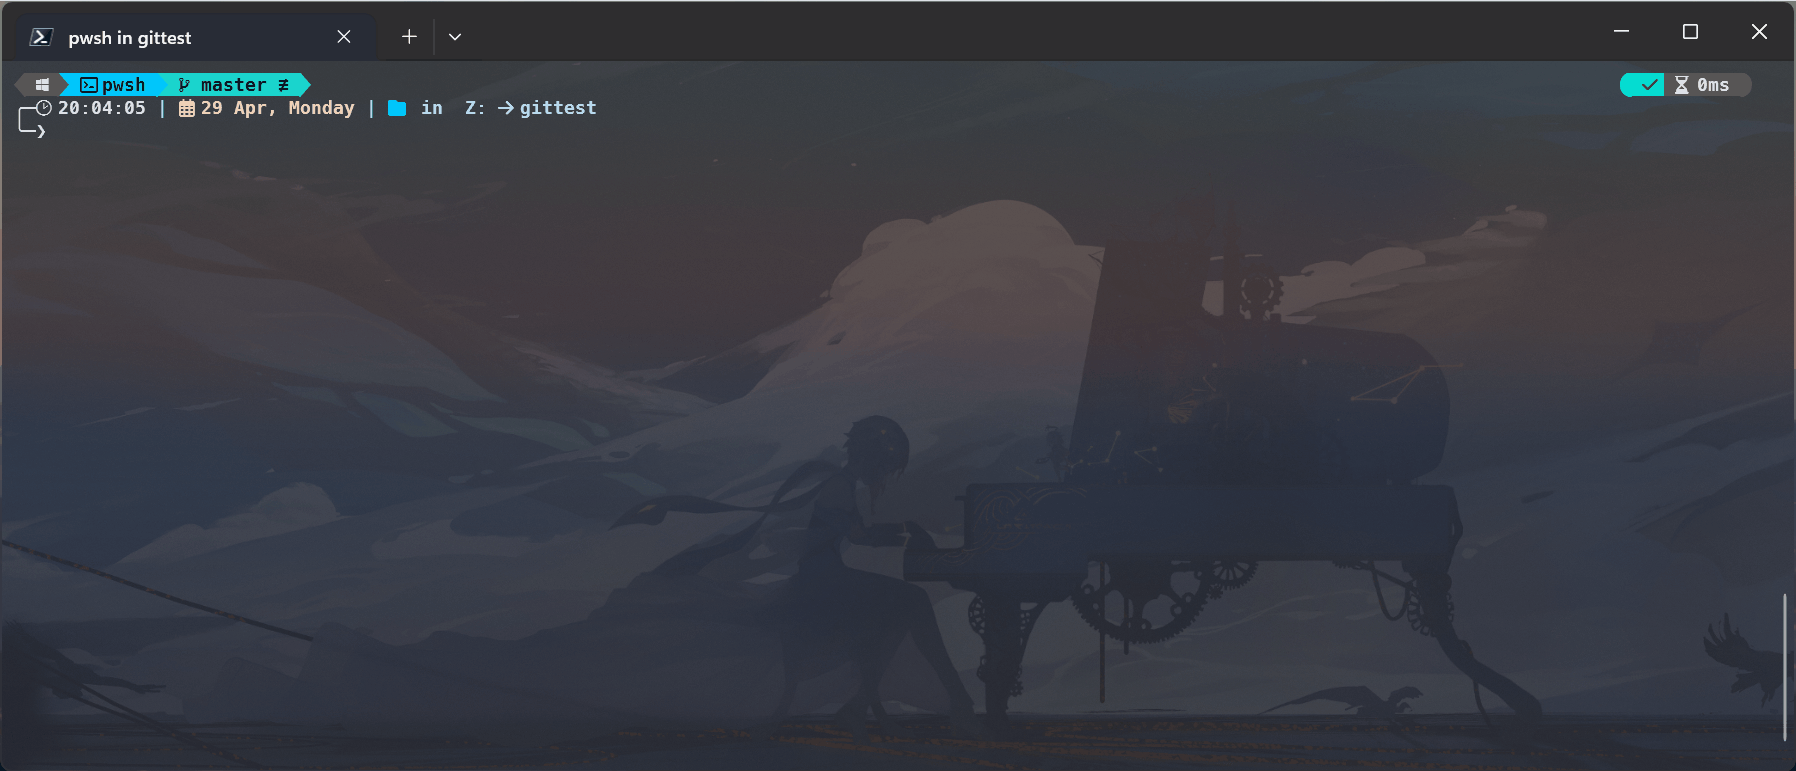 pwsh in gittest
pwsh master ≢ 0ms
20:04:05 | 29 Apr, Monday | in Z: → gittest